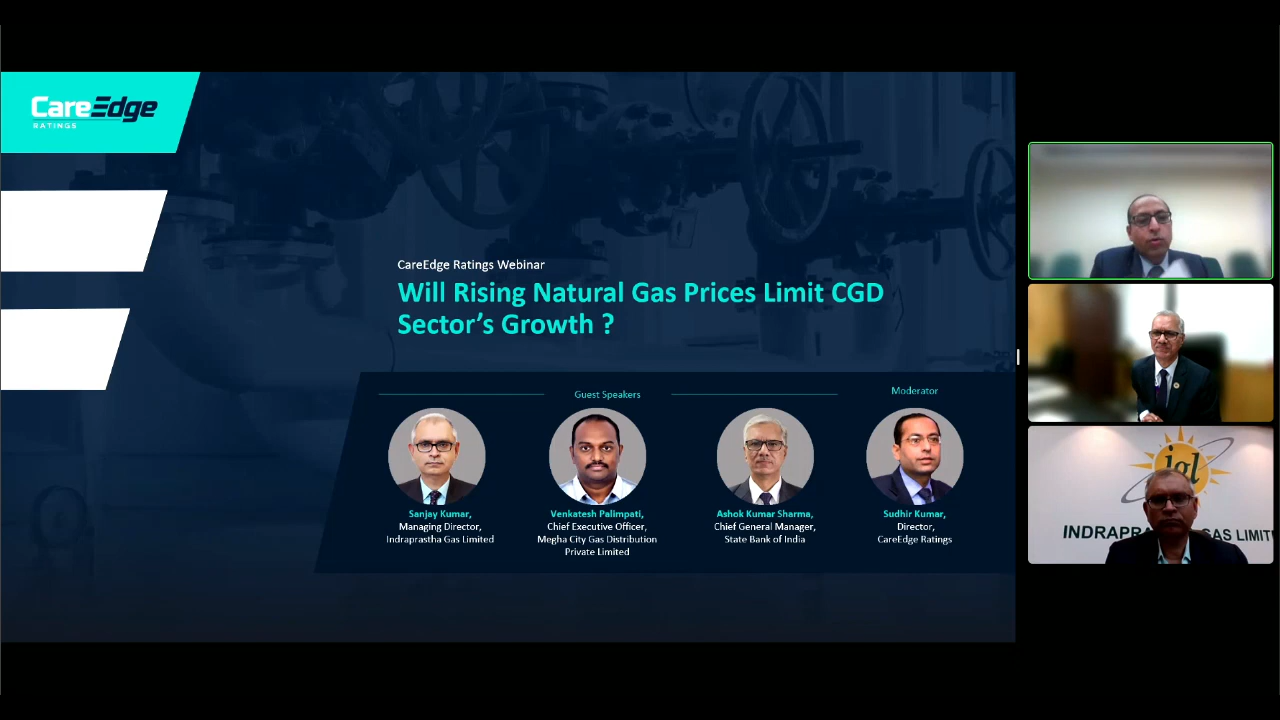 CareEdge
RATINGS
CareEdge Ratings Webinar
Will Rising Natural Gas Prices Limit CGD
Sector's Growth ?
Guest Speakers
Moderator
Sanjay Kumar,
Managing Director,
Indraprastha Gas Limited
Venkatesh Palimpati,
Chief Executive Officer,
Megha City Gas Distribution
Private Limited
Ashok Kumar Sharma,
Chief General Manager,
State Bank of India
Sudhir Kumar,
Director,
CareEdge Ratings
igl
INDRAPRA GAS LIMIT